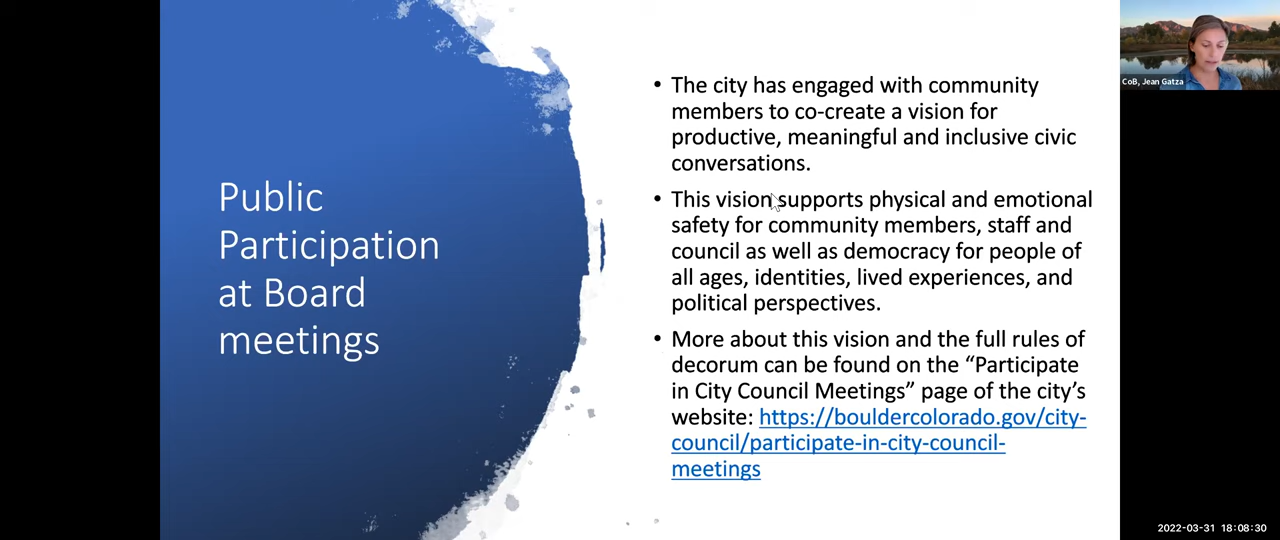 Public
Participation
at Board
meetings
• The city has engaged with community
members to co-create a vision for
productive, meaningful and inclusive civic
conversations.
• This vision supports physical and emotional
safety for community members, staff and
council as well as democracy for people of
all ages, identities, lived experiences, and
political perspectives.
• More about this vision and the full rules of
decorum can be found on the “Participate
in City Council Meetings” page of the city’s
website: https://bouldercolorado.gov/city-
council/participate-in-city-council-
meetings
CoB, Jean Gatza
2022-03-31 18:08:30